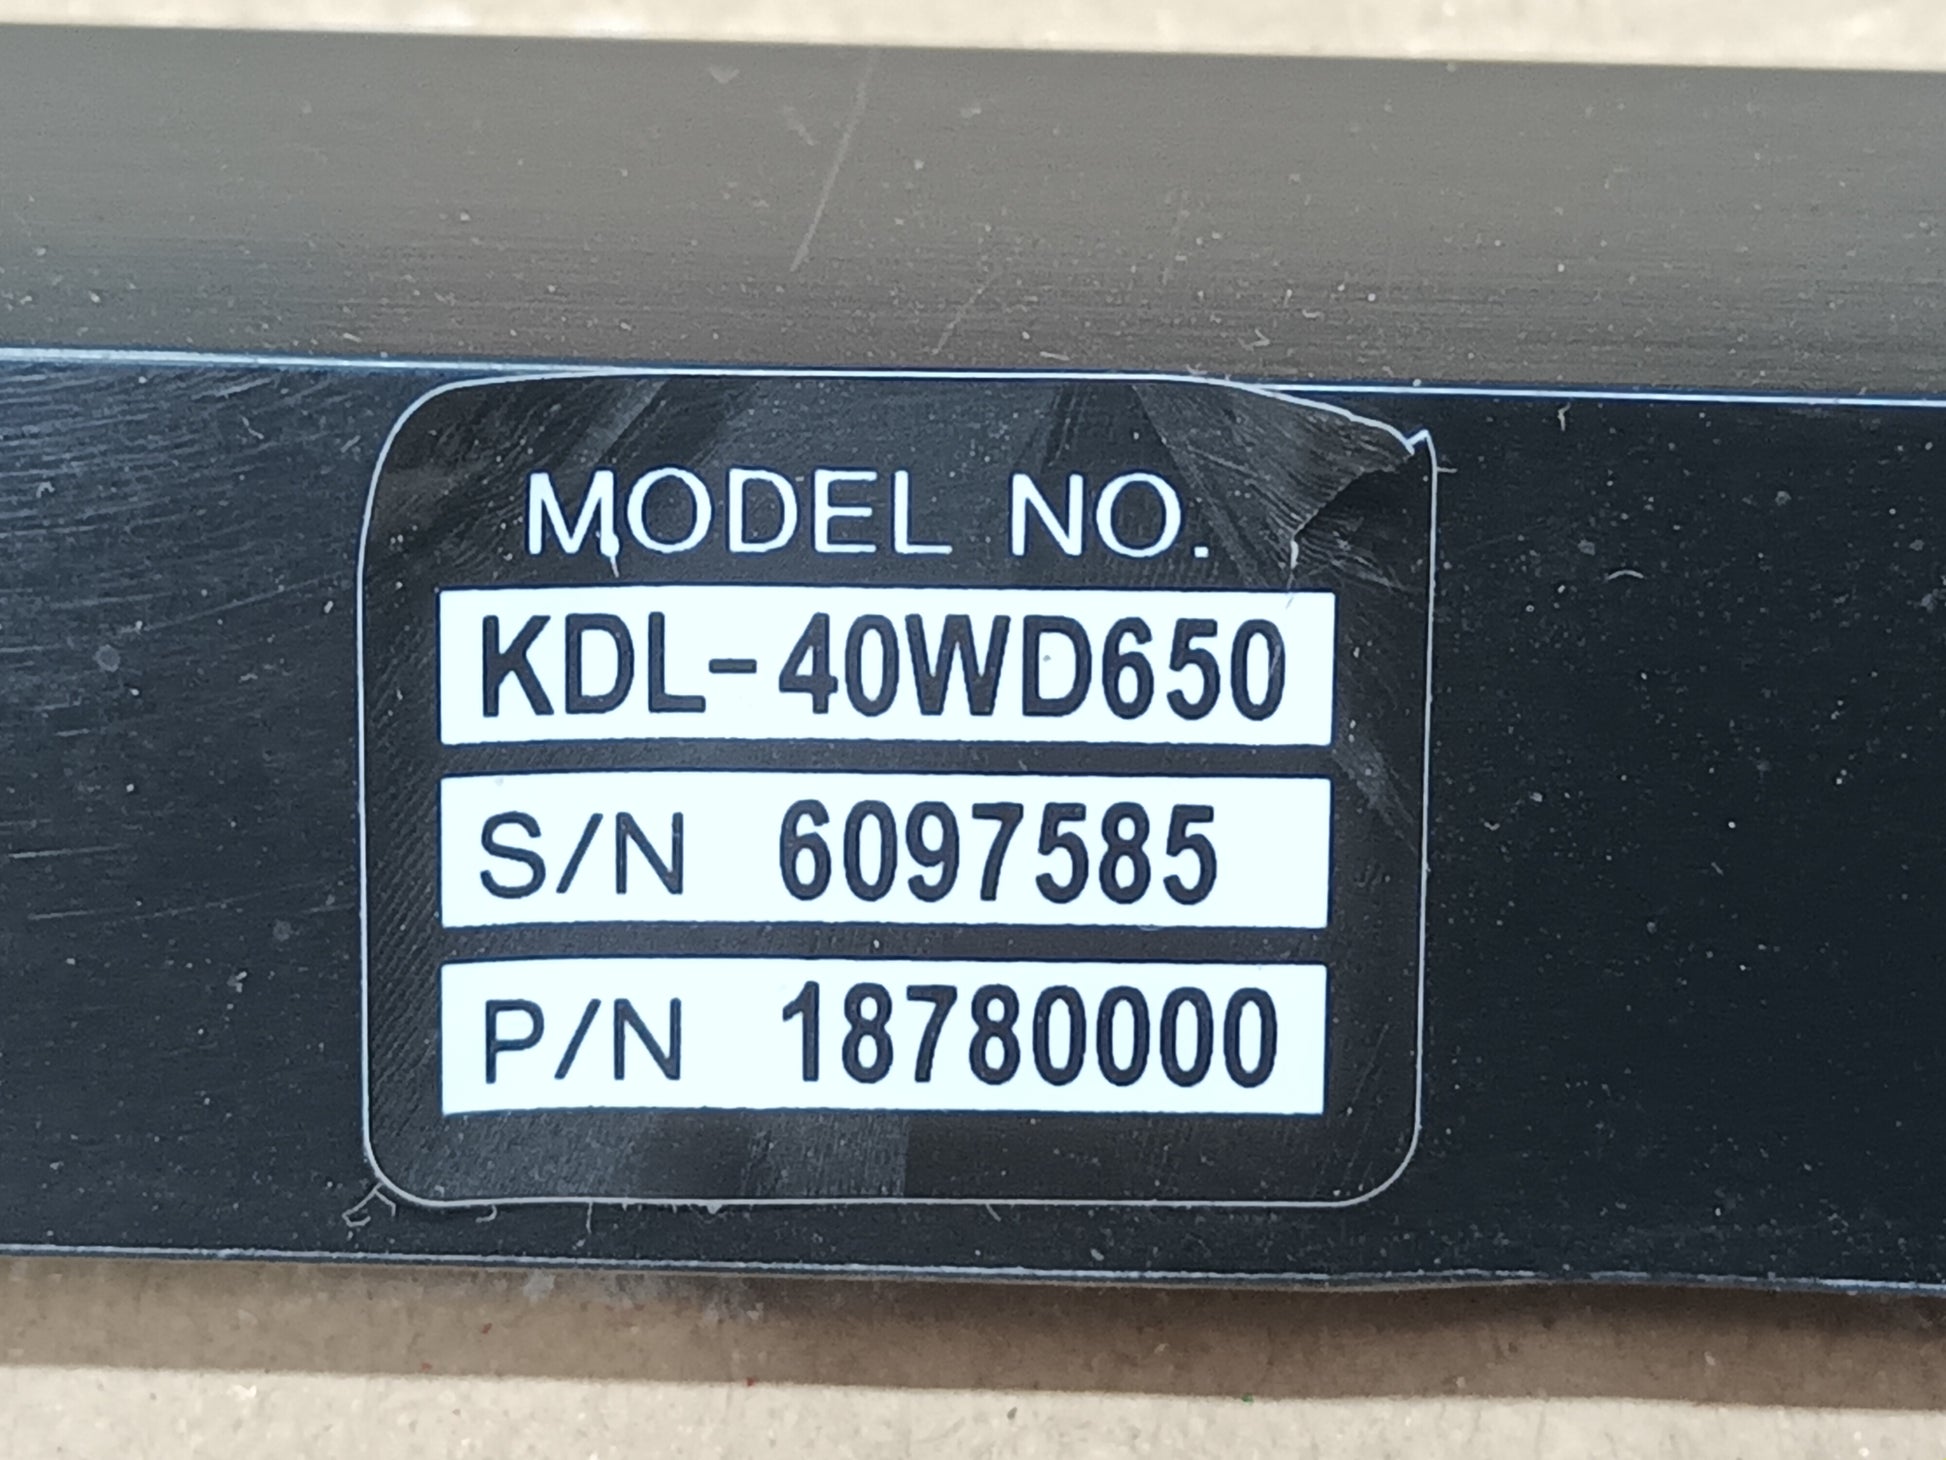 MODEL NO.
KDL-40WD650
S/N 6097585
P/N 18780000